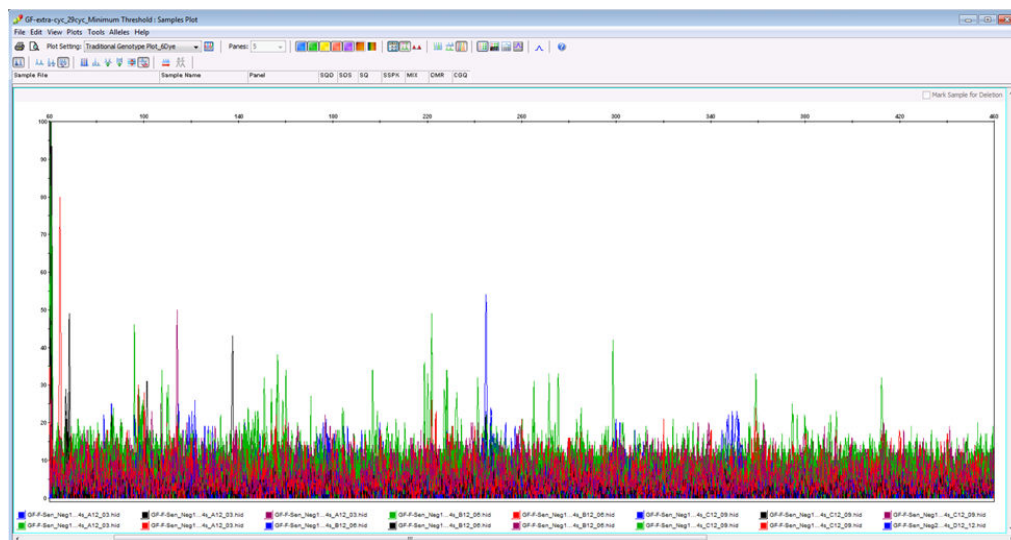 GF-extra-cyc_29cyc_Minimum Threshold : Samples Plot
File Edit View Plots Tools Alleles Help
Plot Setting: Traditional Genotype Plot_6Dye Panes: 5
Sample File Sample Name Panel SQO SOS SQ SSPK MIX OMR CGQ
Mark Sample for Deletion
60 100 140 180 220 260 300 340 380 420 460
100
90
80
70
60
50
40
30
20
10
0
GF-F-Sen_Neg1...4s_A12_03.hid GF-F-Sen_Neg1...4s_A12_03.hid GF-F-Sen_Neg1...4s_A12_03.hid GF-F-Sen_Neg1...4s_B12_06.hid GF-F-Sen_Neg1...4s_B12_06.hid GF-F-Sen_Neg1...4s_C12_09.hid GF-F-Sen_Neg1...4s_C12_09.hid GF-F-Sen_Neg1...4s_C12_09.hid
GF-F-Sen_Neg1...4s_A12_03.hid GF-F-Sen_Neg1...4s_A12_03.hid GF-F-Sen_Neg1...4s_B12_06.hid GF-F-Sen_Neg1...4s_B12_06.hid GF-F-Sen_Neg1...4s_B12_06.hid GF-F-Sen_Neg1...4s_C12_09.hid GF-F-Sen_Neg1...4s_C12_09.hid GF-F-Sen_Neg2...4s_D12_12.hid